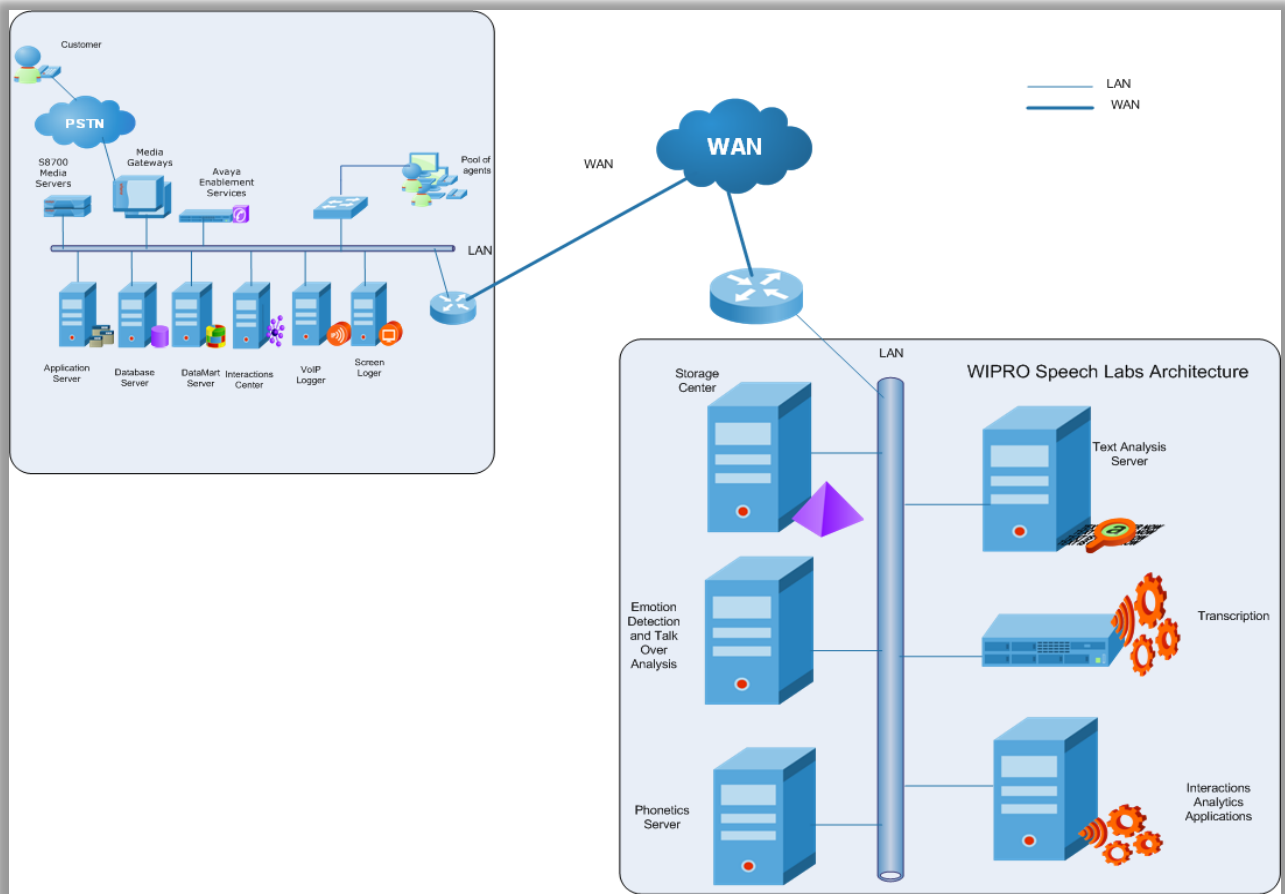 Customer
PSTN
S8700
Media
Servers
Media
Gateways
Avaya
Enablement
Services
Pool of
agents
LAN
Application
Server
Database
Server
DataMart
Server
Interactions
Center
VoIP
Logger
Screen
Loger
WAN
WAN
LAN
WAN
LAN
WIPRO Speech Labs Architecture
Storage
Center
Text Analysis
Server
Emotion
Detection
and Talk
Over
Analysis
Transcription
Phonetics
Server
Interactions
Analytics
Applications
a